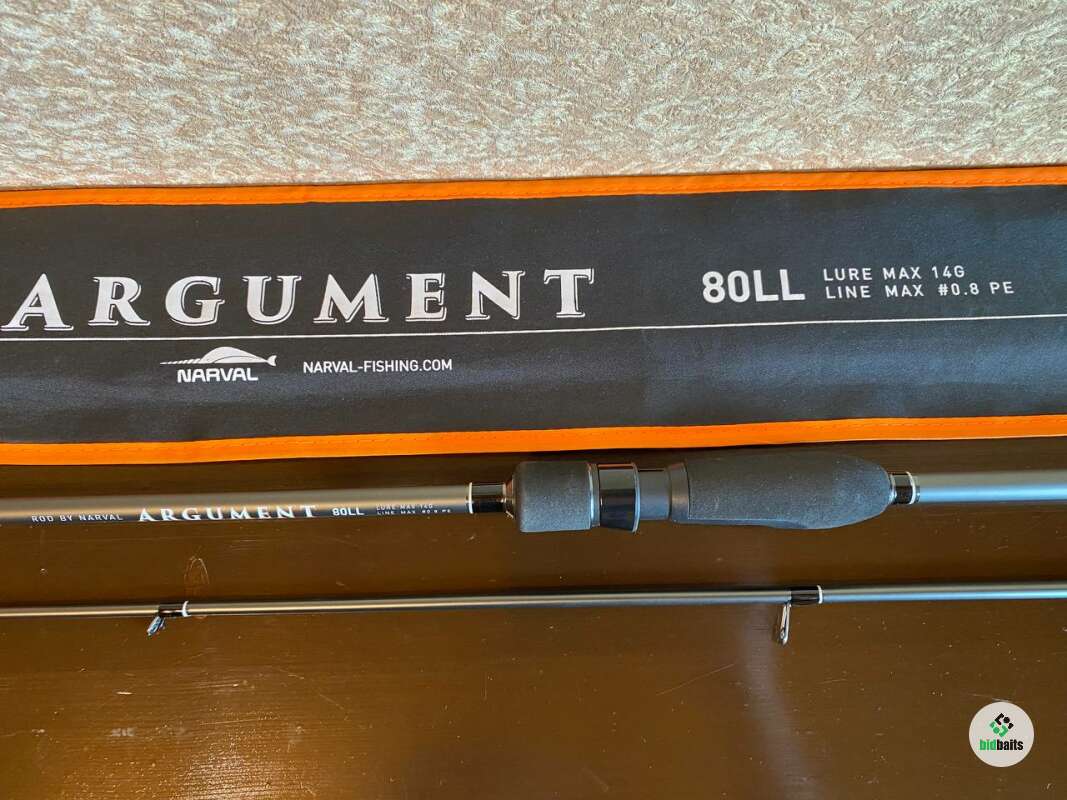 ARGUMENT
80LL
LURE MAX 14G
LINE MAX #0.8 PE
NARVAL
NARVAL-FISHING.COM
ROD BY NARVAL ARGUMENT 80LL
LURE MAX 14G
LINE MAX #0.8 PE
bidbaits